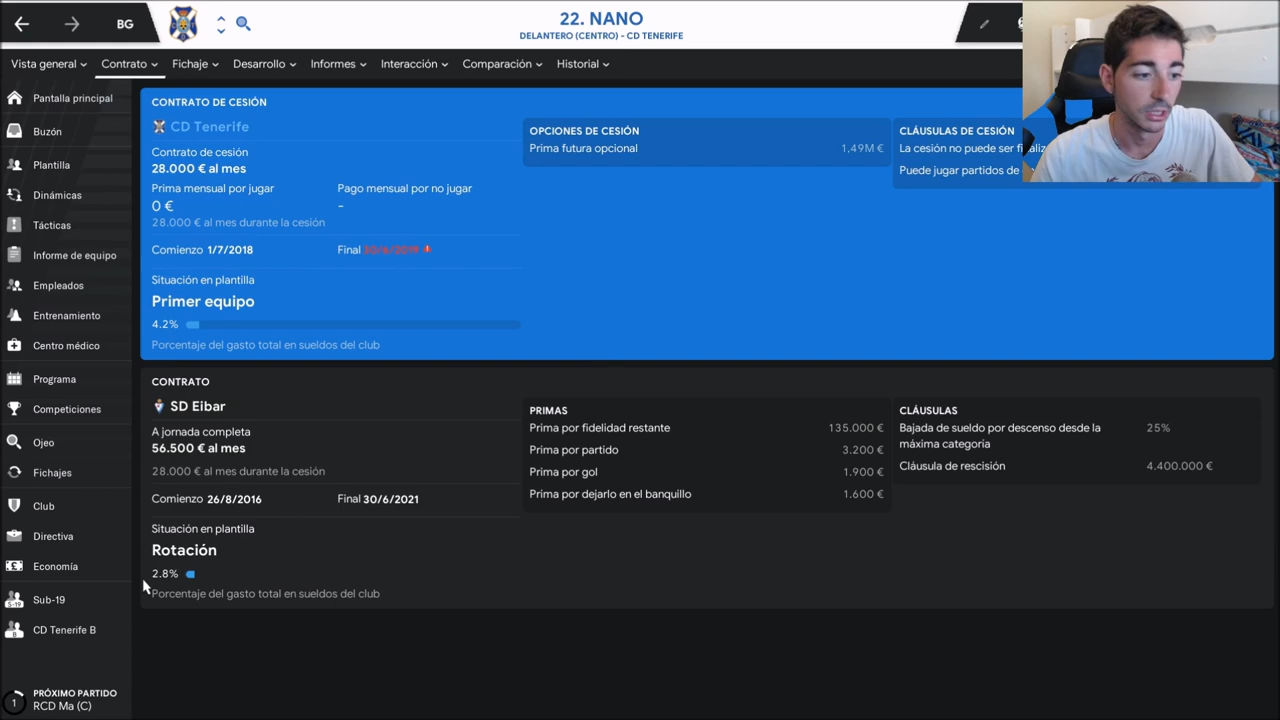 BG
22. NANO
DELANTERO (CENTRO) - CD TENERIFE
Vista general
Contrato
Fichaje
Desarrollo
Informes
Interacción
Comparación
Historial
Pantalla principal
Buzón
Plantilla
Dinámicas
Tácticas
Informe de equipo
Empleados
Entrenamiento
Centro médico
Programa
Competiciones
Ojeo
Fichajes
Club
Directiva
Economía
Sub-19
CD Tenerife B
1
PRÓXIMO PARTIDO
RCD Ma (C)
CONTRATO DE CESIÓN
CD Tenerife
Contrato de cesión
28.000 € al mes
Prima mensual por jugar
Pago mensual por no jugar
0 €
-
28.000 € al mes durante la cesión
Comienzo 1/7/2018
Final 30/6/2019
Situación en plantilla
Primer equipo
4.2%
Porcentaje del gasto total en sueldos del club
OPCIONES DE CESIÓN
Prima futura opcional 1,49M €
CLÁUSULAS DE CESIÓN
La cesión no puede ser
Puede jugar partidos de
CONTRATO
SD Eibar
A jornada completa
56.500 € al mes
28.000 € al mes durante la cesión
Comienzo 26/8/2016
Final 30/6/2021
Situación en plantilla
Rotación
2.8%
Porcentaje del gasto total en sueldos del club
PRIMAS
Prima por fidelidad restante 135.000 €
Prima por partido 3.200 €
Prima por gol 1.900 €
Prima por dejarlo en el banquillo 1.600 €
CLÁUSULAS
Bajada de sueldo por descenso desde la 25%
máxima categoría
Cláusula de rescisión 4.400.000 €